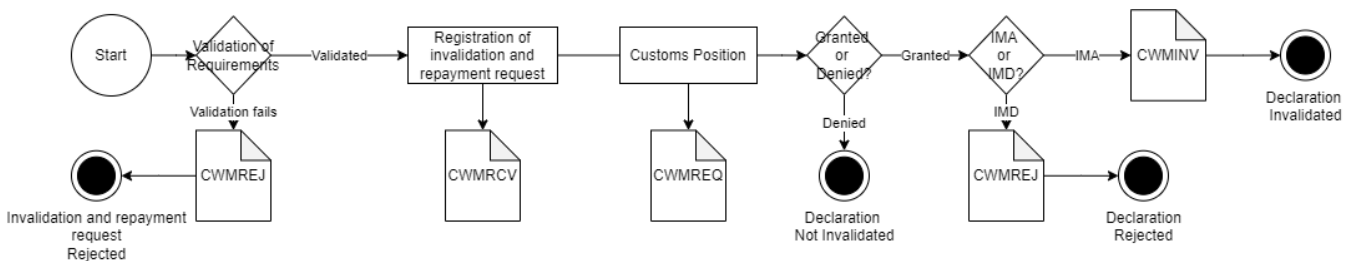 Start
Validation of
Requirements
Validated
Registration of
invalidation and
repayment request
Customs Position
Granted
or
Denied?
Granted
IMA
or
IMD?
IMA
CWMINV
Declaration
Invalidated
Validation fails
Denied
IMD
CWMREJ
Invalidation and repayment
request
Rejected
CWMRCV
CWMREQ
Declaration
Not Invalidated
CWMREJ
Declaration
Rejected